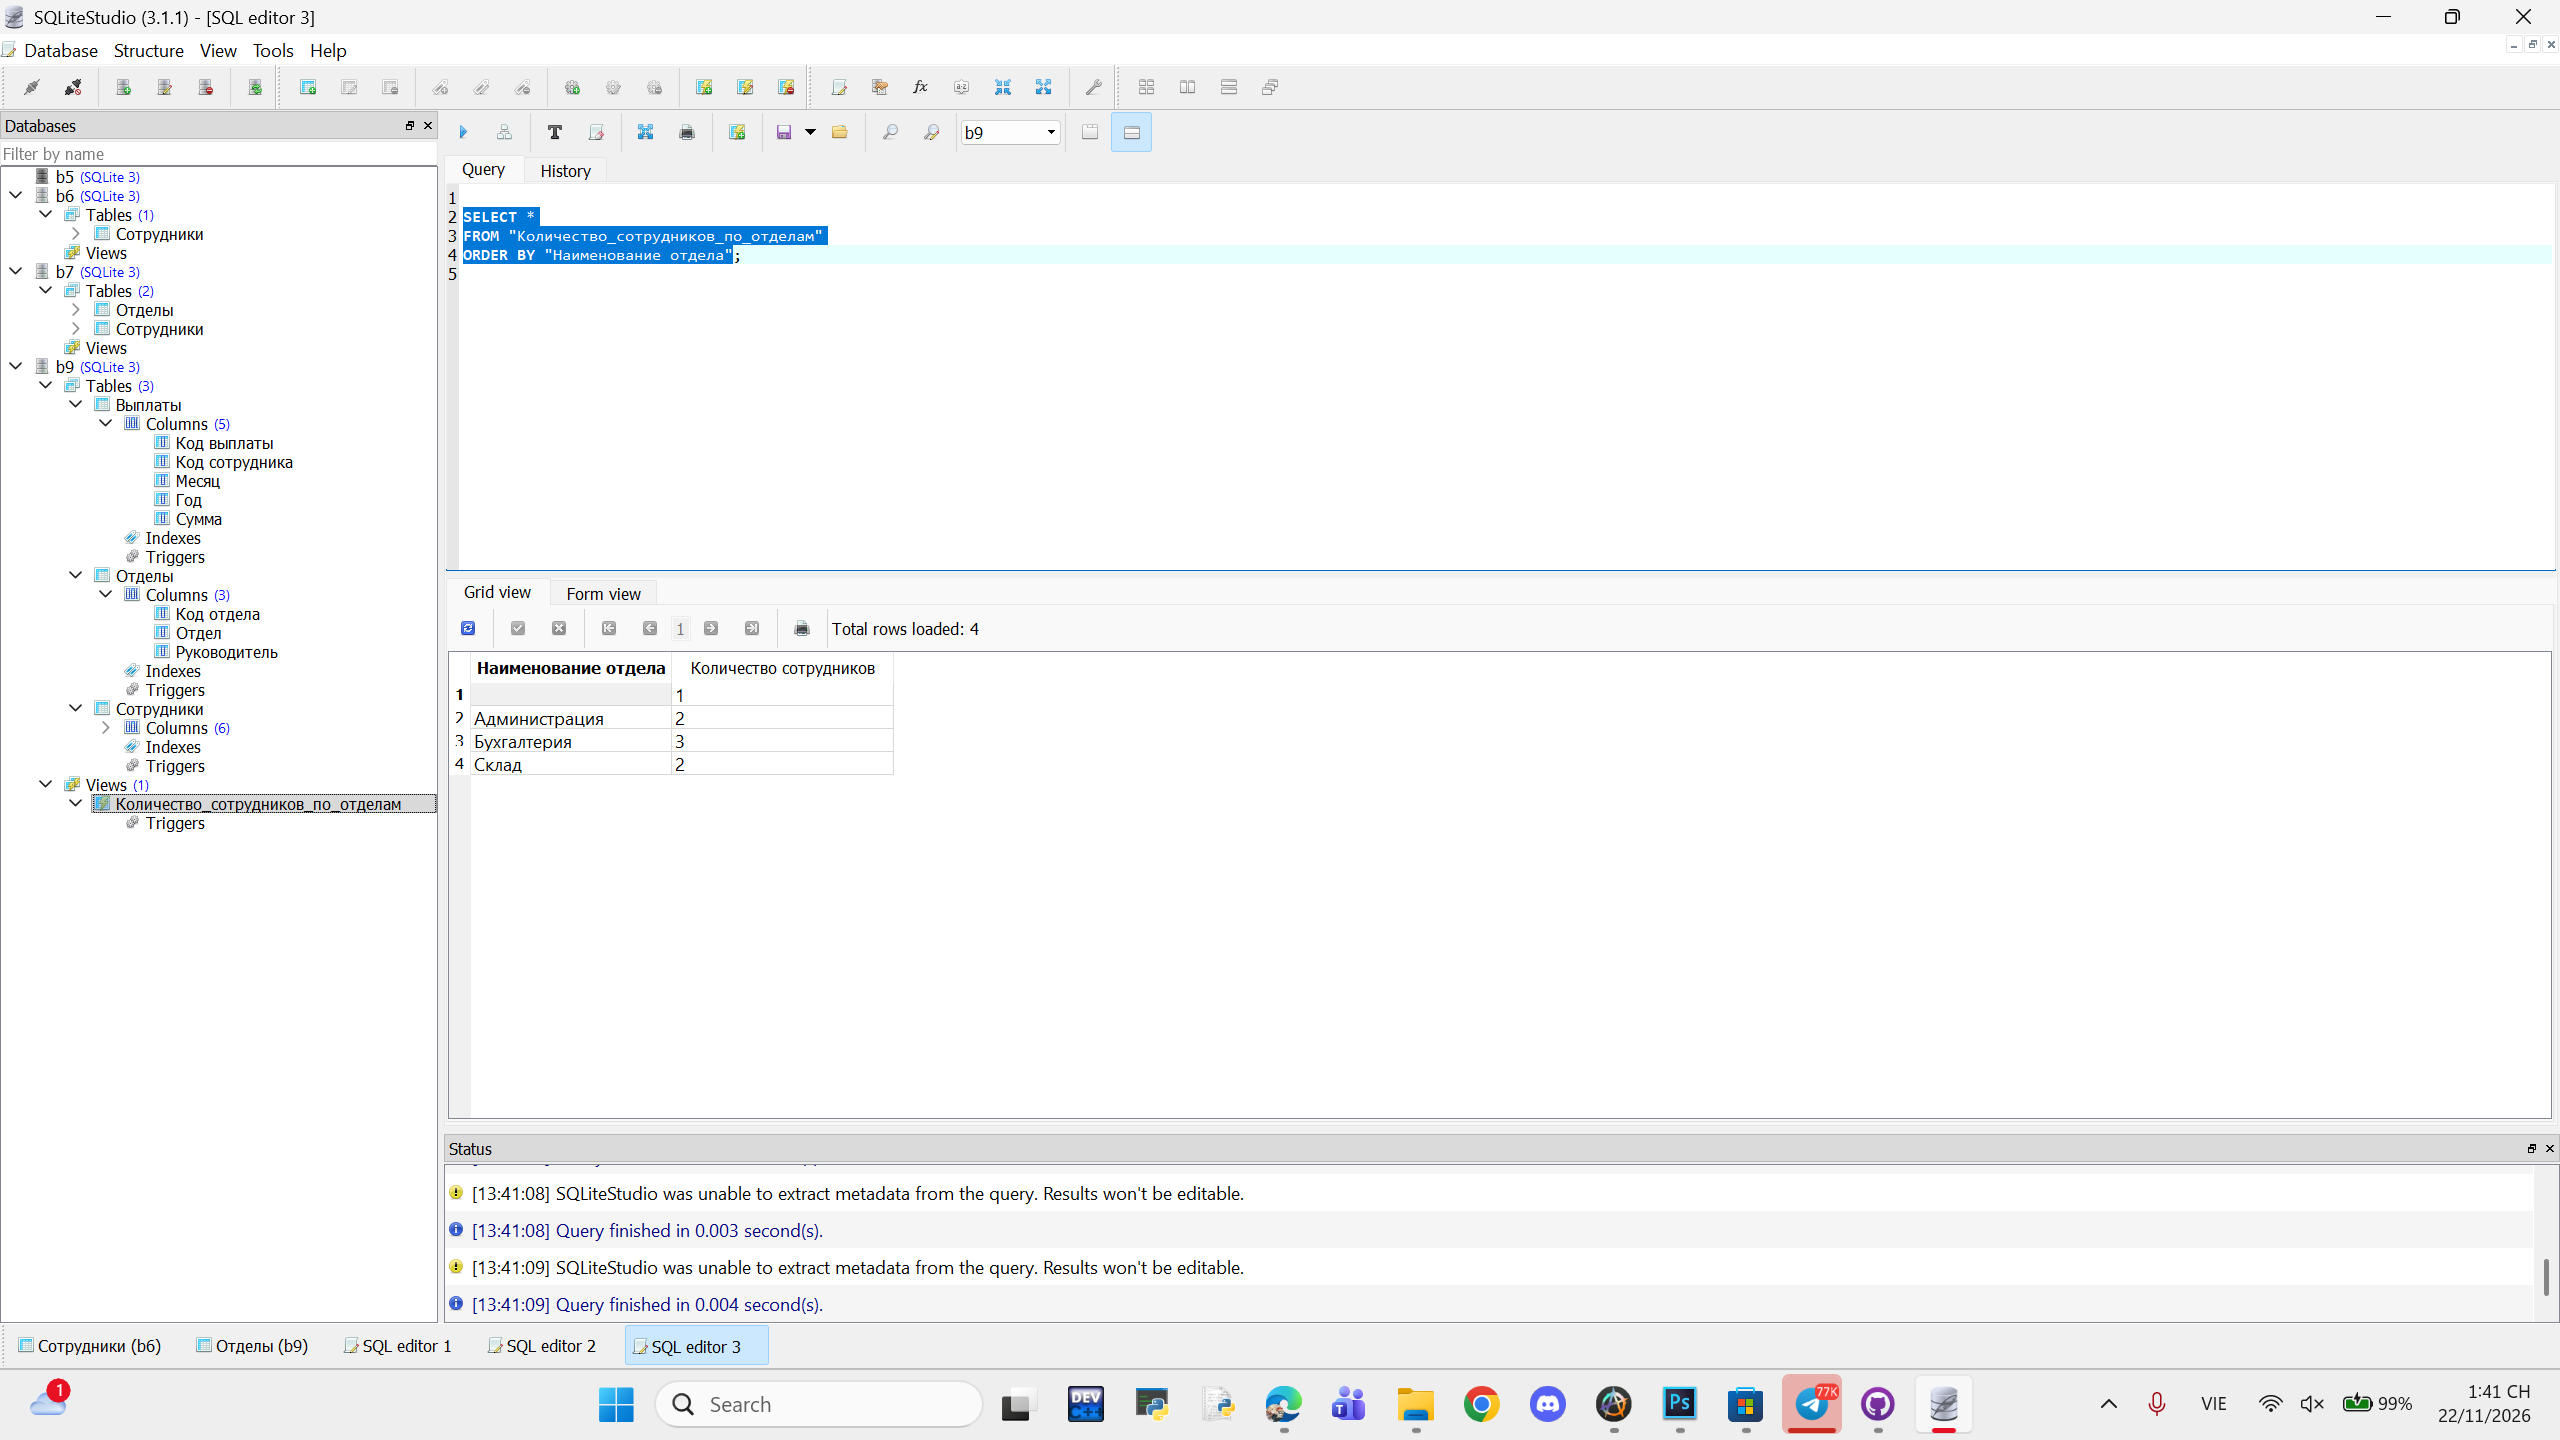 SQLiteStudio (3.1.1) - [SQL editor 3]
Database Structure View Tools Help
Databases
Filter by name
b5 (SQLite 3)
b6 (SQLite 3)
Tables (1)
Сотрудники
Views
b7 (SQLite 3)
Tables (2)
Отделы
Сотрудники
Views
b9 (SQLite 3)
Tables (3)
Выплаты
Columns (5)
Код выплаты
Код сотрудника
Месяц
Год
Сумма
Indexes
Triggers
Отделы
Columns (3)
Код отдела
Отдел
Руководитель
Indexes
Triggers
Сотрудники
Columns (6)
Indexes
Triggers
Views (1)
Количество_сотрудников_по_отделам
Triggers
b9
Query History
1
2 SELECT *
3 FROM "Количество_сотрудников_по_отделам"
4 ORDER BY "Наименование отдела";
5
Grid view Form view
1 Total rows loaded: 4
Наименование отдела Количество сотрудников
1 1
2 Администрация 2
3 Бухгалтерия 3
4 Склад 2
Status
[13:41:08] SQLiteStudio was unable to extract metadata from the query. Results won't be editable.
[13:41:08] Query finished in 0.003 second(s).
[13:41:09] SQLiteStudio was unable to extract metadata from the query. Results won't be editable.
[13:41:09] Query finished in 0.004 second(s).
Сотрудники (b6) Отделы (b9) SQL editor 1 SQL editor 2 SQL editor 3
1 Search DEV C++ Ps 77K VIE 99% 1:41 CH
22/11/2026